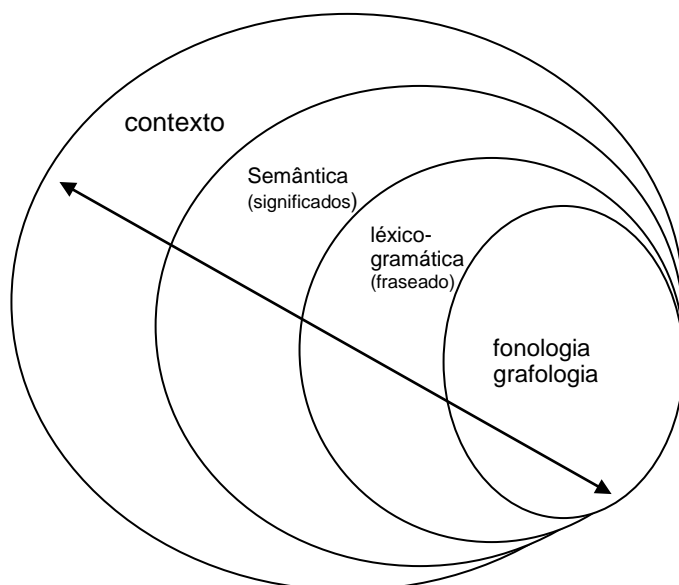 contexto
Semântica
(significados)
léxico-
gramática
(fraseado)
fonologia
grafologia